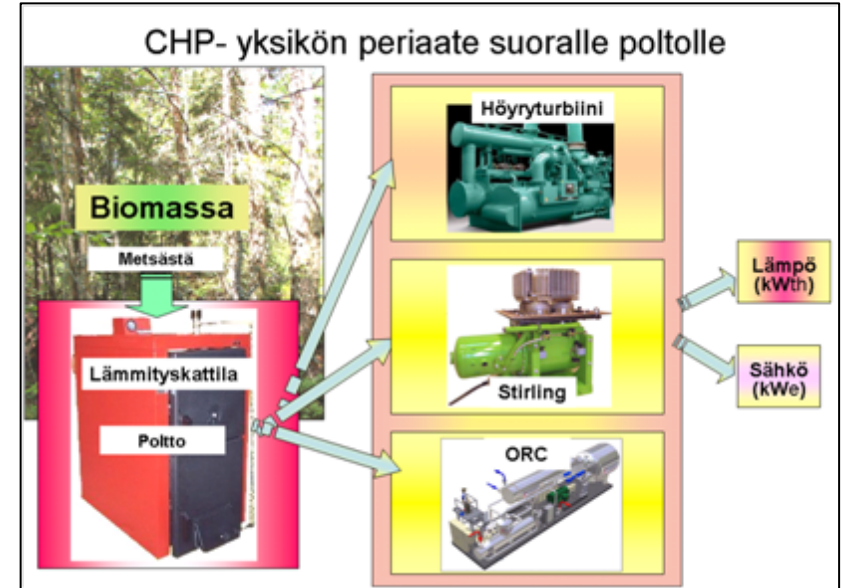 CHP- yksikön periaate suoralle poltolle
Biomassa
Metsästä
Lämmityskattila
Poltto
Höyryturbiini
Stirling
ORC
Lämpö
(kWth)
Sähkö
(kWe)